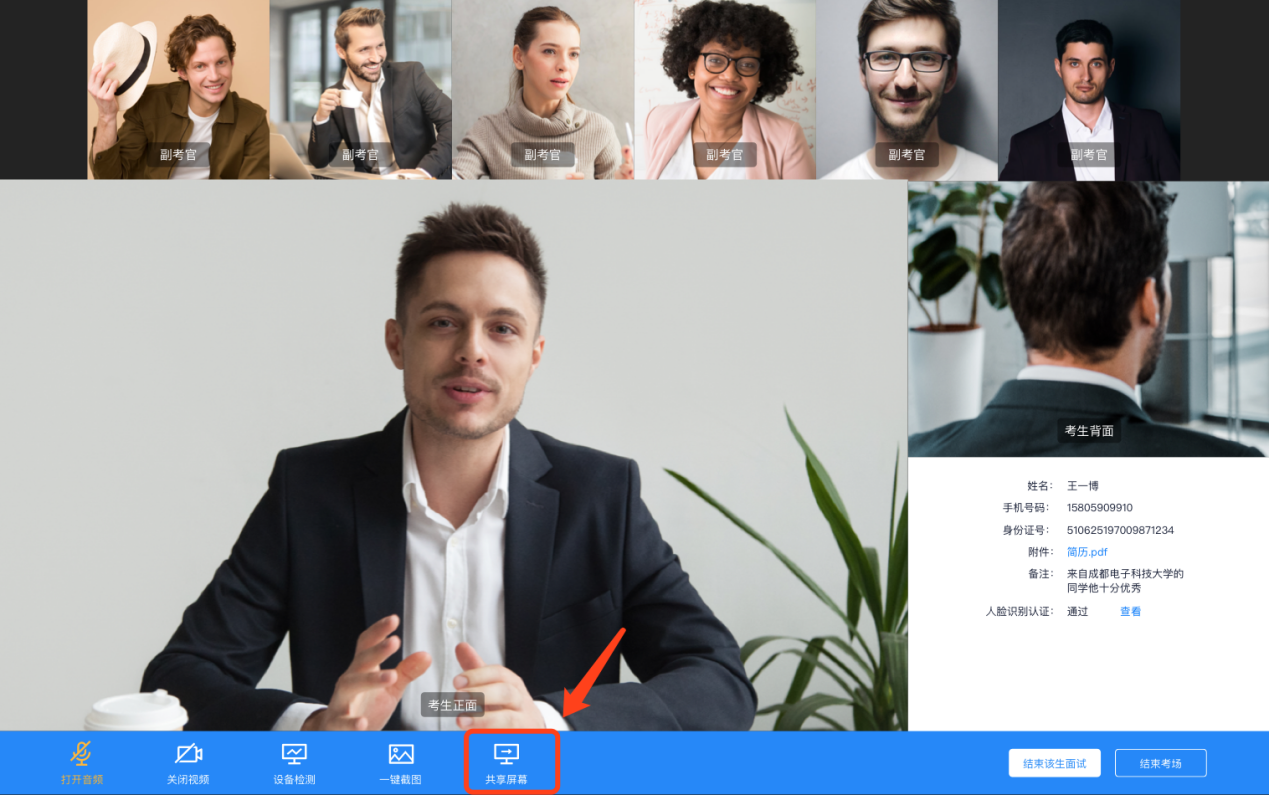 副考官
副考官
副考官
副考官
副考官
副考官
考生正面
考生背面
姓名： 王一博
手机号码： 15805909910
身份证号： 510625197009871234
附件： 简历.pdf
备注： 来自成都电子科技大学的
同学他十分优秀
人脸识别认证： 通过 查看
打开音频
关闭视频
设备检测
一键截图
共享屏幕
结束该生面试
结束考场